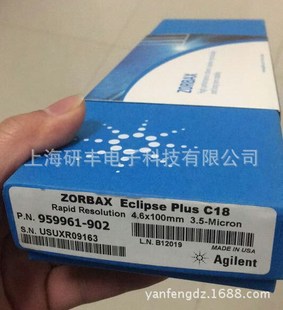 ZORBAX
上海研丰电子科技有限公司
ZORBAX Eclipse Plus C18
Rapid Resolution 4.6x100mm 3.5-Micron
P.N. 959961-902
S.N. USUXR09163
L.N. B12019
MADE IN USA
Agilent
yanfengdz.1688.com